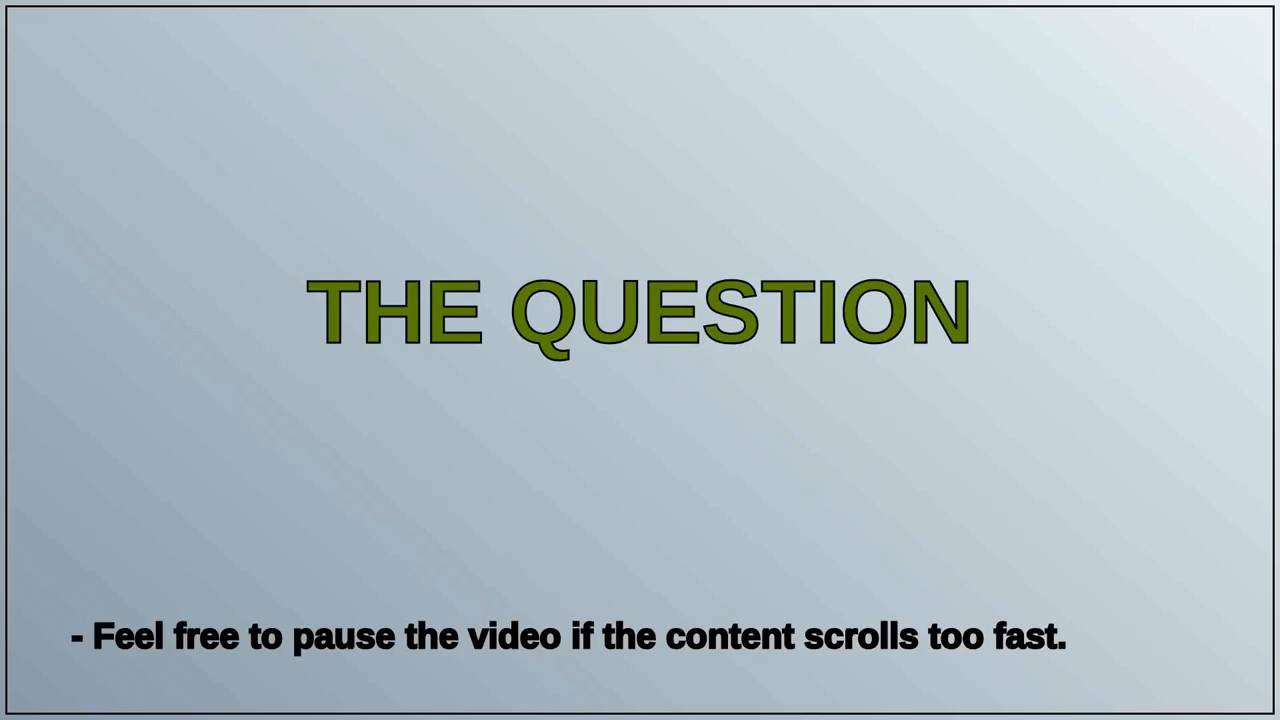 THE QUESTION
- Feel free to pause the video if the content scrolls too fast.